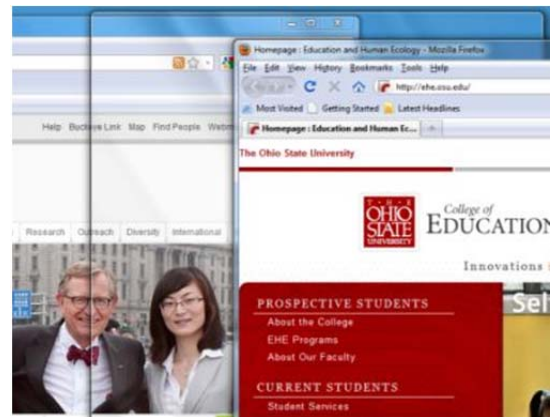 Homepage : Education and Human Ecology - Mozilla Firefox
File Edit View History Bookmarks Tools Help
http://ehe.osu.edu/
Most Visited Getting Started Latest Headlines
Homepage : Education and Human Ec...
Help Buckeye Link Map Find People Webm
The Ohio State University
T · H · E
OHIO
STATE
UNIVERSITY
College of
EDUCATION
Innovations
Research Outreach Diversity International
PROSPECTIVE STUDENTS
About the College
EHE Programs
About Our Faculty
CURRENT STUDENTS
Student Services
Sel